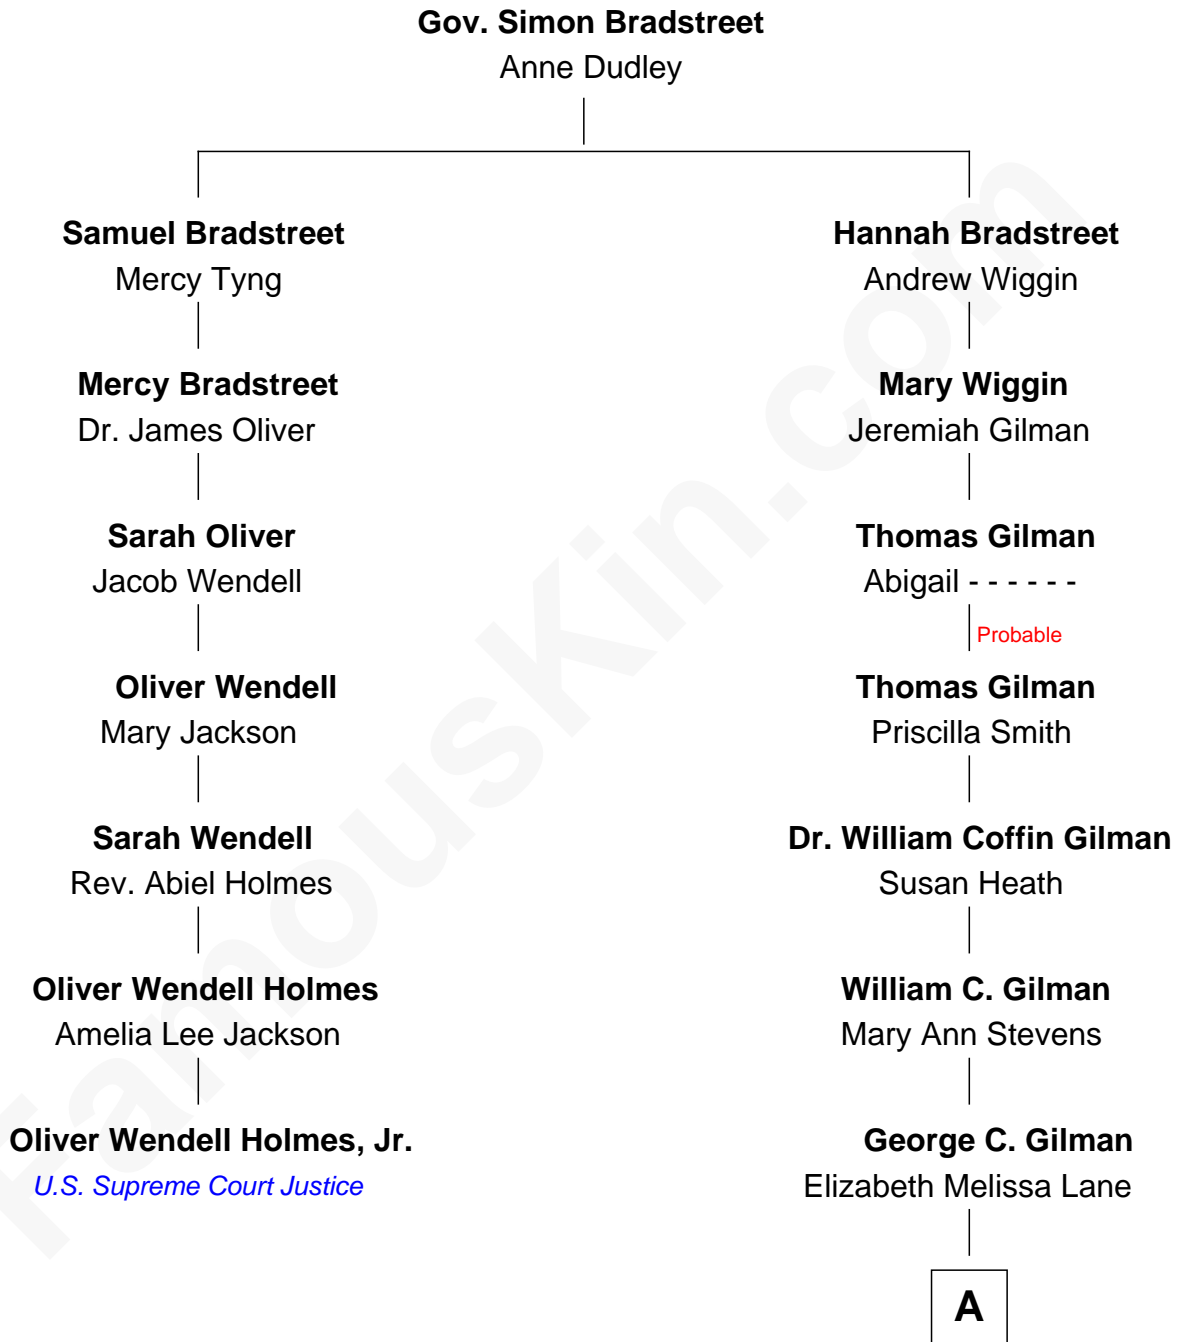 Gov. Simon Bradstreet
Anne Dudley
Samuel Bradstreet
Mercy Tyng
Hannah Bradstreet
Andrew Wiggin
Mercy Bradstreet
Dr. James Oliver
Mary Wiggin
Jeremiah Gilman
Sarah Oliver
Jacob Wendell
Thomas Gilman
Abigail - - - - - -
Probable
Oliver Wendell
Mary Jackson
Thomas Gilman
Priscilla Smith
Sarah Wendell
Rev. Abiel Holmes
Dr. William Coffin Gilman
Susan Heath
Oliver Wendell Holmes
Amelia Lee Jackson
William C. Gilman
Mary Ann Stevens
Oliver Wendell Holmes, Jr.
U.S. Supreme Court Justice
George C. Gilman
Elizabeth Melissa Lane
A
FamousKin.com